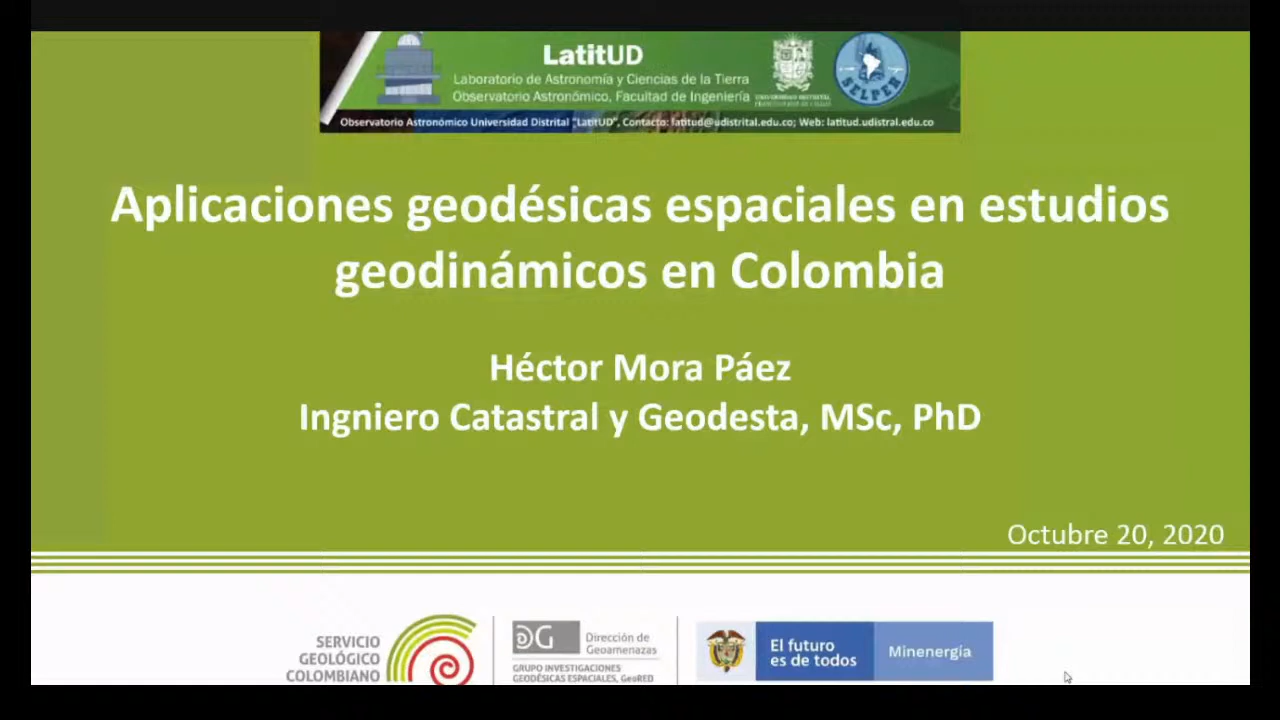 LatitUD
Laboratorio de Astronomía y Ciencias de la Tierra
Observatorio Astronómico, Facultad de Ingeniería
UNIVERSIDAD DISTRITAL
SELPER
Observatorio Astronómico Universidad Distrital "LatitUD", Contacto: latitud@udistrital.edu.co; Web: latitud.udistral.edu.co
Aplicaciones geodésicas espaciales en estudios
geodinámicos en Colombia
Héctor Mora Páez
Ingniero Catastral y Geodesta, MSc, PhD
Octubre 20, 2020
SERVICIO
GEOLÓGICO
COLOMBIANO
DG
Dirección de
Geoamenazas
GRUPO INVESTIGACIONES
GEODÉSICAS ESPACIALES, GeoRED
El futuro
es de todos
Minenergía